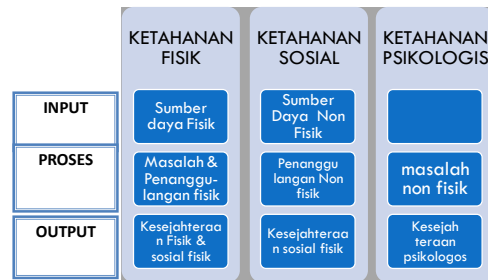 KETAHANAN
FISIK
KETAHANAN
SOSIAL
KETAHANAN
PSIKOLOGIS
INPUT
Sumber
daya Fisik
Sumber
Daya Non
Fisik
PROSES
Masalah &
Penanggu-
langan fisik
Penanggu
langan Non
fisik
masalah
non fisik
OUTPUT
Kesejahteraa
n Fisik &
sosial fisik
Kesejahteraa
n sosial fisik
Kesejah
teraan
psikologos